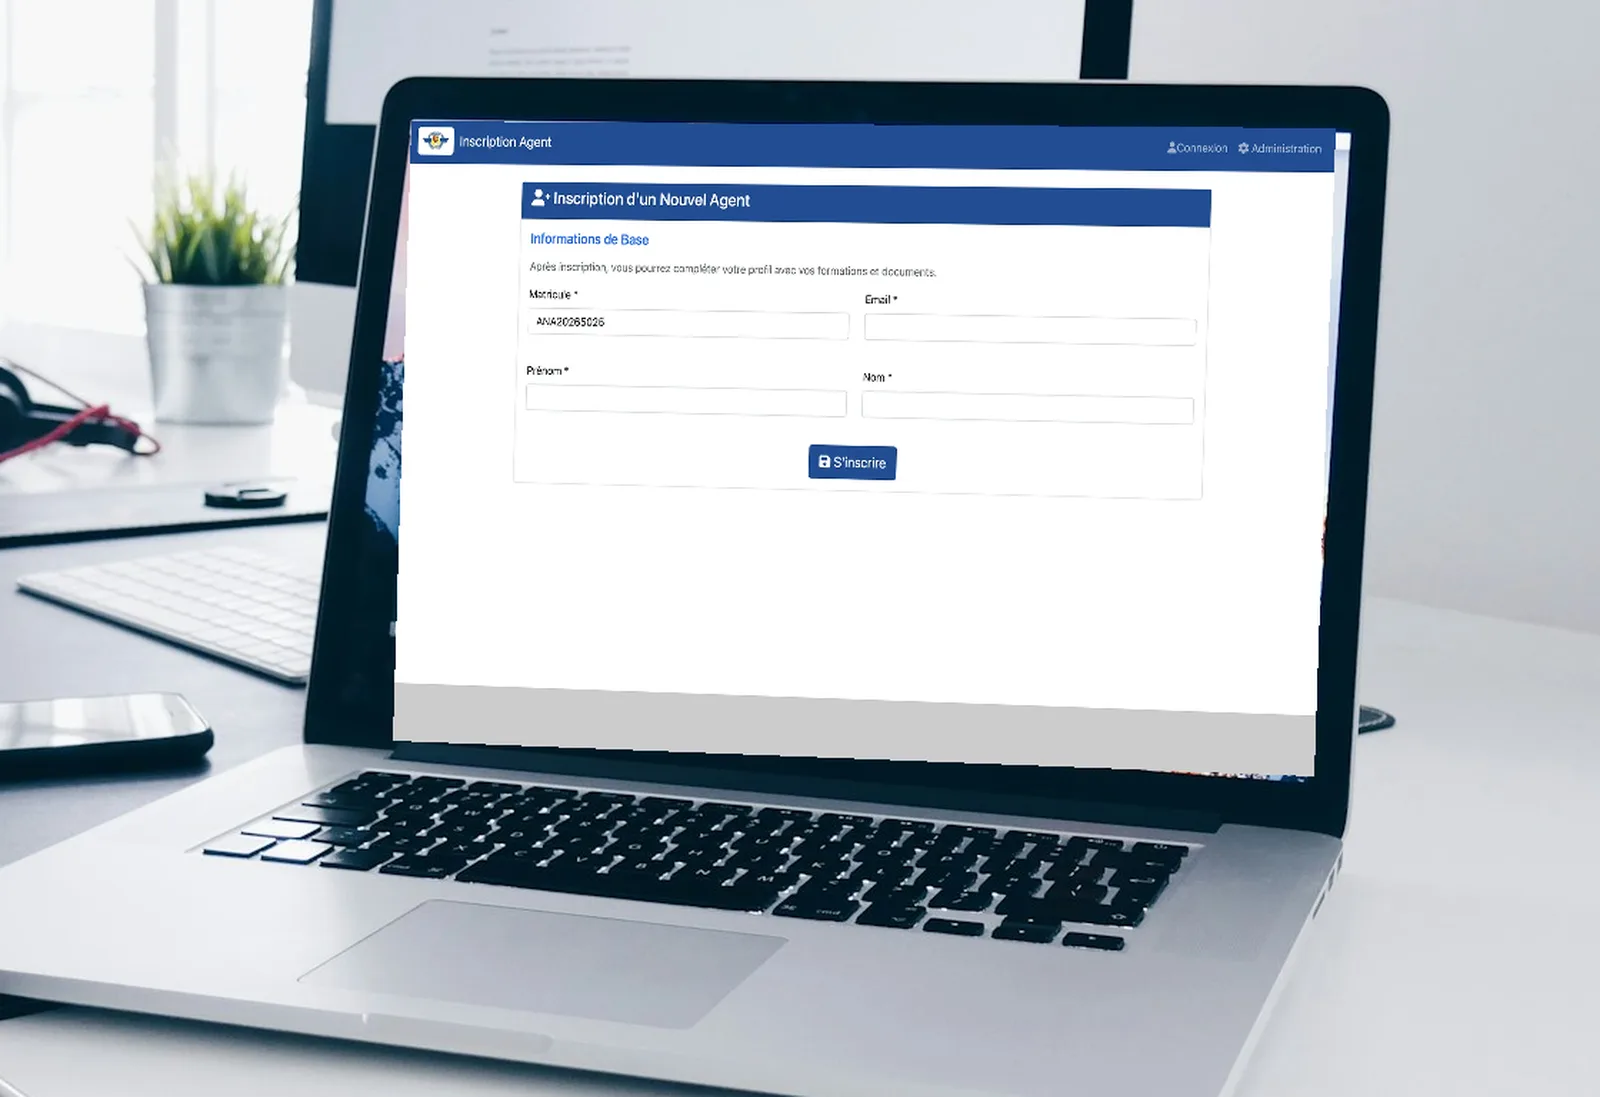 Inscription Agent
Connexion
Administration
Inscription d'un Nouvel Agent
Informations de Base
Après inscription, vous pourrez compléter votre profil avec vos formations et documents.
Matricule *
Email *
ANA20265026
Prénom *
Nom *
S'inscrire
cmd